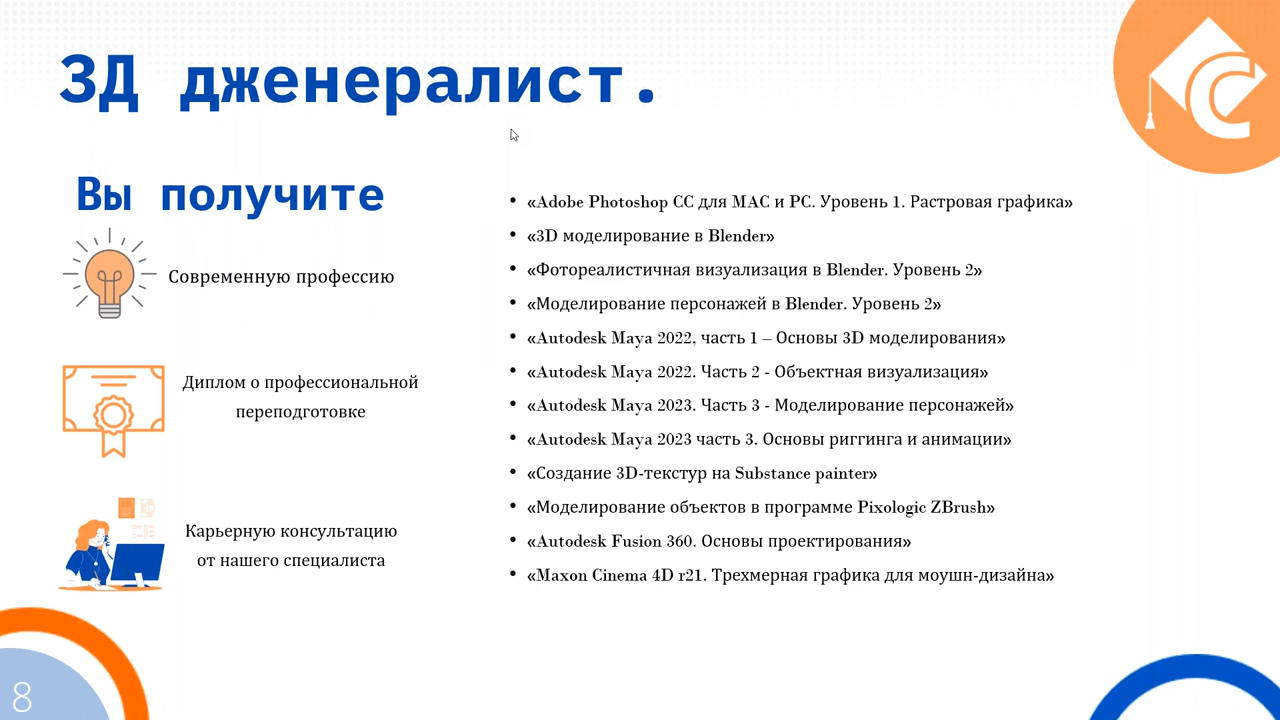 3Д дженералист.
Вы получите
Современную профессию
Диплом о профессиональной
переподготовке
Карьерную консультацию
от нашего специалиста
• «Adobe Photoshop CC для MAC и PC. Уровень 1. Растровая графика»
• «3D моделирование в Blender»
• «Фотореалистичная визуализация в Blender. Уровень 2»
• «Моделирование персонажей в Blender. Уровень 2»
• «Autodesk Maya 2022, часть 1 – Основы 3D моделирования»
• «Autodesk Maya 2022. Часть 2 - Объектная визуализация»
• «Autodesk Maya 2023. Часть 3 - Моделирование персонажей»
• «Autodesk Maya 2023 часть 3. Основы риггинга и анимации»
• «Создание 3D-текстур на Substance painter»
• «Моделирование объектов в программе Pixologic ZBrush»
• «Autodesk Fusion 360. Основы проектирования»
• «Maxon Cinema 4D r21. Трехмерная графика для моушн-дизайна»
8